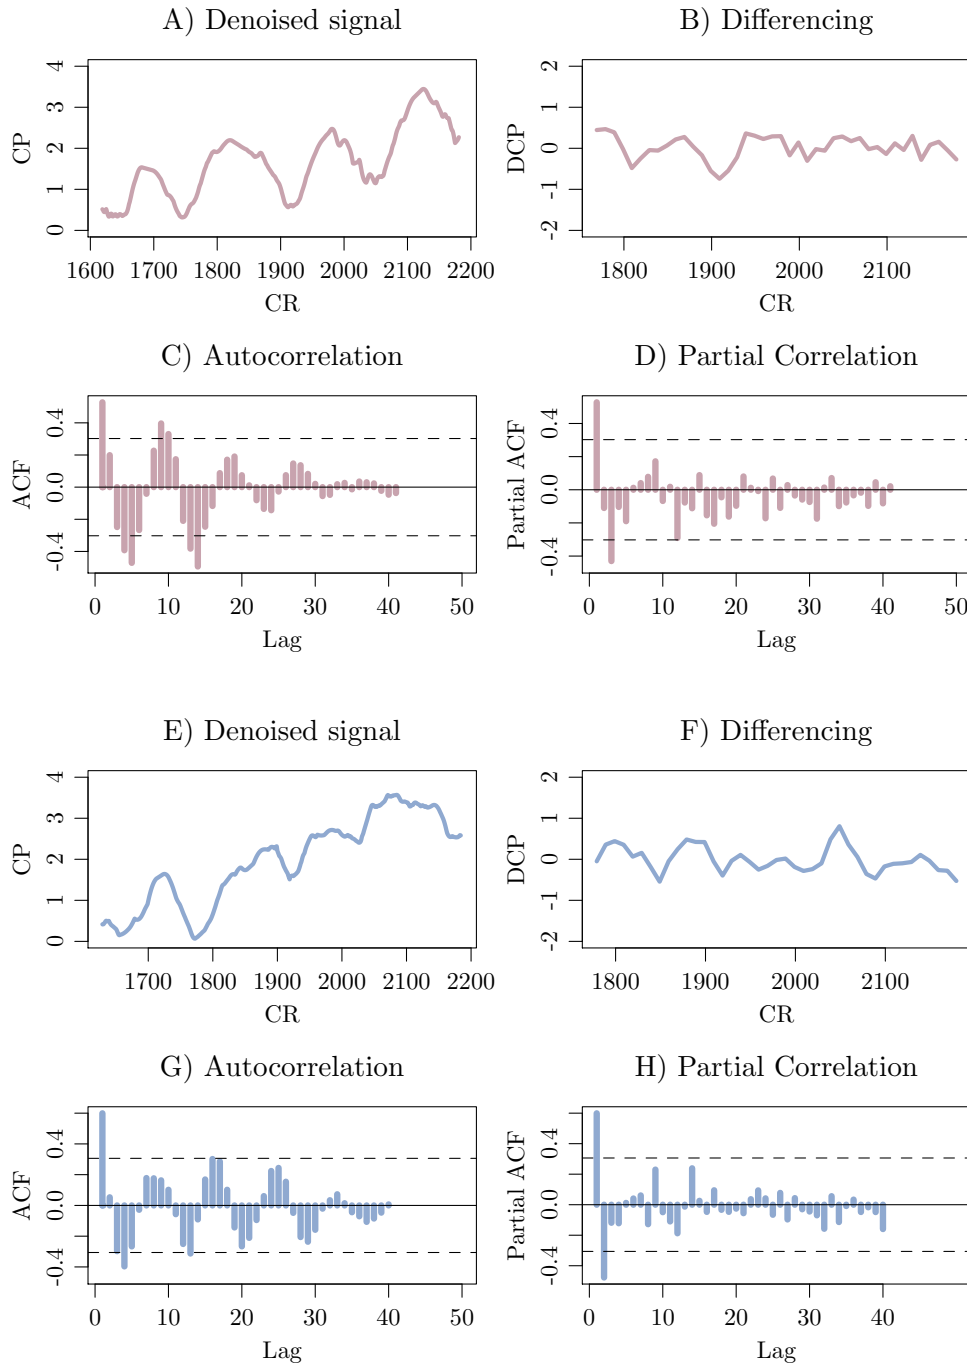 A) Denoised signal
B) Differencing
CP
4
3
2
1
0
1600 1700 1800 1900 2000 2100 2200
CR
DCP
2
1
0
-1
-2
1800 1900 2000 2100
CR
C) Autocorrelation
D) Partial Correlation
ACF
0.4
0.0
-0.4
0 10 20 30 40 50
Lag
Partial ACF
0.4
0.0
-0.4
0 10 20 30 40 50
Lag
E) Denoised signal
F) Differencing
CP
4
3
2
1
0
1700 1800 1900 2000 2100 2200
CR
DCP
2
1
0
-1
-2
1800 1900 2000 2100
CR
G) Autocorrelation
H) Partial Correlation
ACF
0.4
0.0
-0.4
0 10 20 30 40 50
Lag
Partial ACF
0.4
0.0
-0.4
0 10 20 30 40
Lag